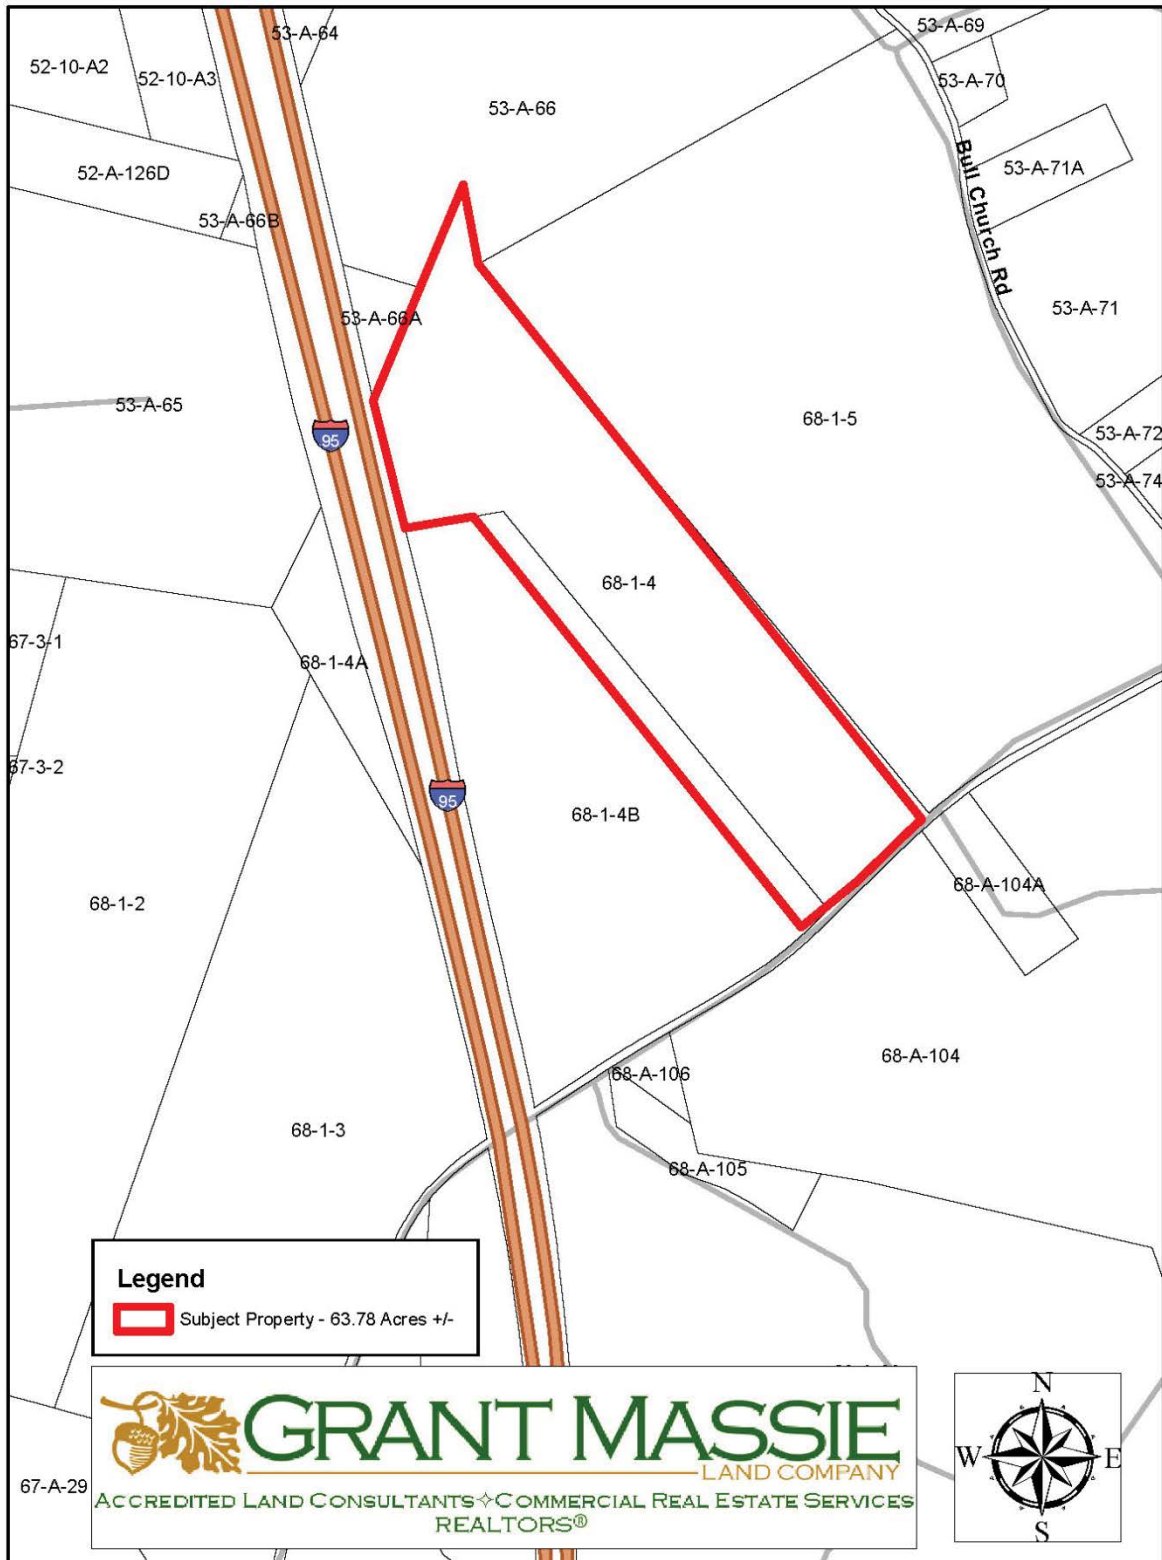 53-A-64
53-A-69
52-10-A2
52-10-A3
53-A-70
53-A-66
52-A-126D
53-A-71A
Bull Church Rd
53-A-66B
53-A-71
53-A-66A
53-A-65
68-1-5
53-A-72
95
53-A-74
68-1-4
67-3-1
68-1-4A
67-3-2
95
68-1-4B
68-A-104A
68-1-2
68-A-104
68-A-106
68-1-3
68-A-105
Legend
Subject Property - 63.78 Acres +/-
GRANT MASSIE
LAND COMPANY
ACCREDITED LAND CONSULTANTS✧COMMERCIAL REAL ESTATE SERVICES
REALTORS®
67-A-29
N
W E
S